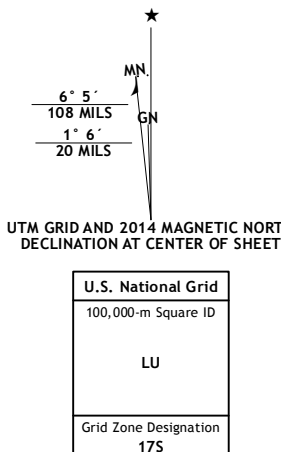 ★
MN.
GN
6° 5´
108 MILS
1° 6´
20 MILS
UTM GRID AND 2014 MAGNETIC NORT
DECLINATION AT CENTER OF SHEET
U.S. National Grid
100,000-m Square ID
LU
Grid Zone Designation
17S